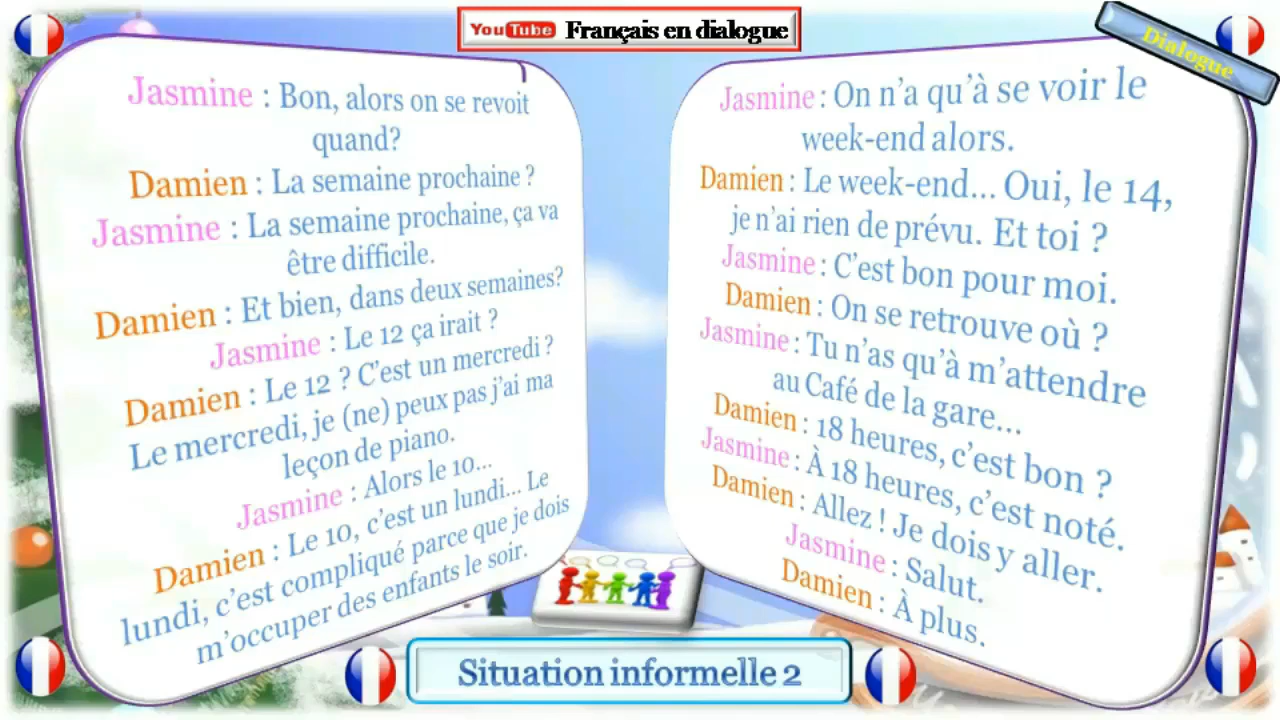 YouTube Français en dialogue
Dialogue
Jasmine : Bon, alors on se revoit
quand?
Damien : La semaine prochaine ?
Jasmine : La semaine prochaine, ça va
être difficile.
Damien : Et bien, dans deux semaines?
Jasmine : Le 12 ça irait ?
Damien : Le 12 ? C’est un mercredi ?
Le mercredi, je (ne) peux pas j’ai ma
leçon de piano.
Jasmine : Alors le 10...
Damien : Le 10, c’est un lundi... Le
lundi, c’est compliqué parce que je dois
m’occuper des enfants le soir.
Jasmine : On n’a qu’à se voir le
week-end alors.
Damien : Le week-end... Oui, le 14,
je n’ai rien de prévu. Et toi ?
Jasmine : C’est bon pour moi.
Damien : On se retrouve où ?
Jasmine : Tu n’as qu’à m’attendre
au Café de la gare...
Damien : 18 heures, c’est bon ?
Jasmine : À 18 heures, c’est noté.
Damien : Allez ! Je dois y aller.
Jasmine : Salut.
Damien : À plus.
Situation informelle 2